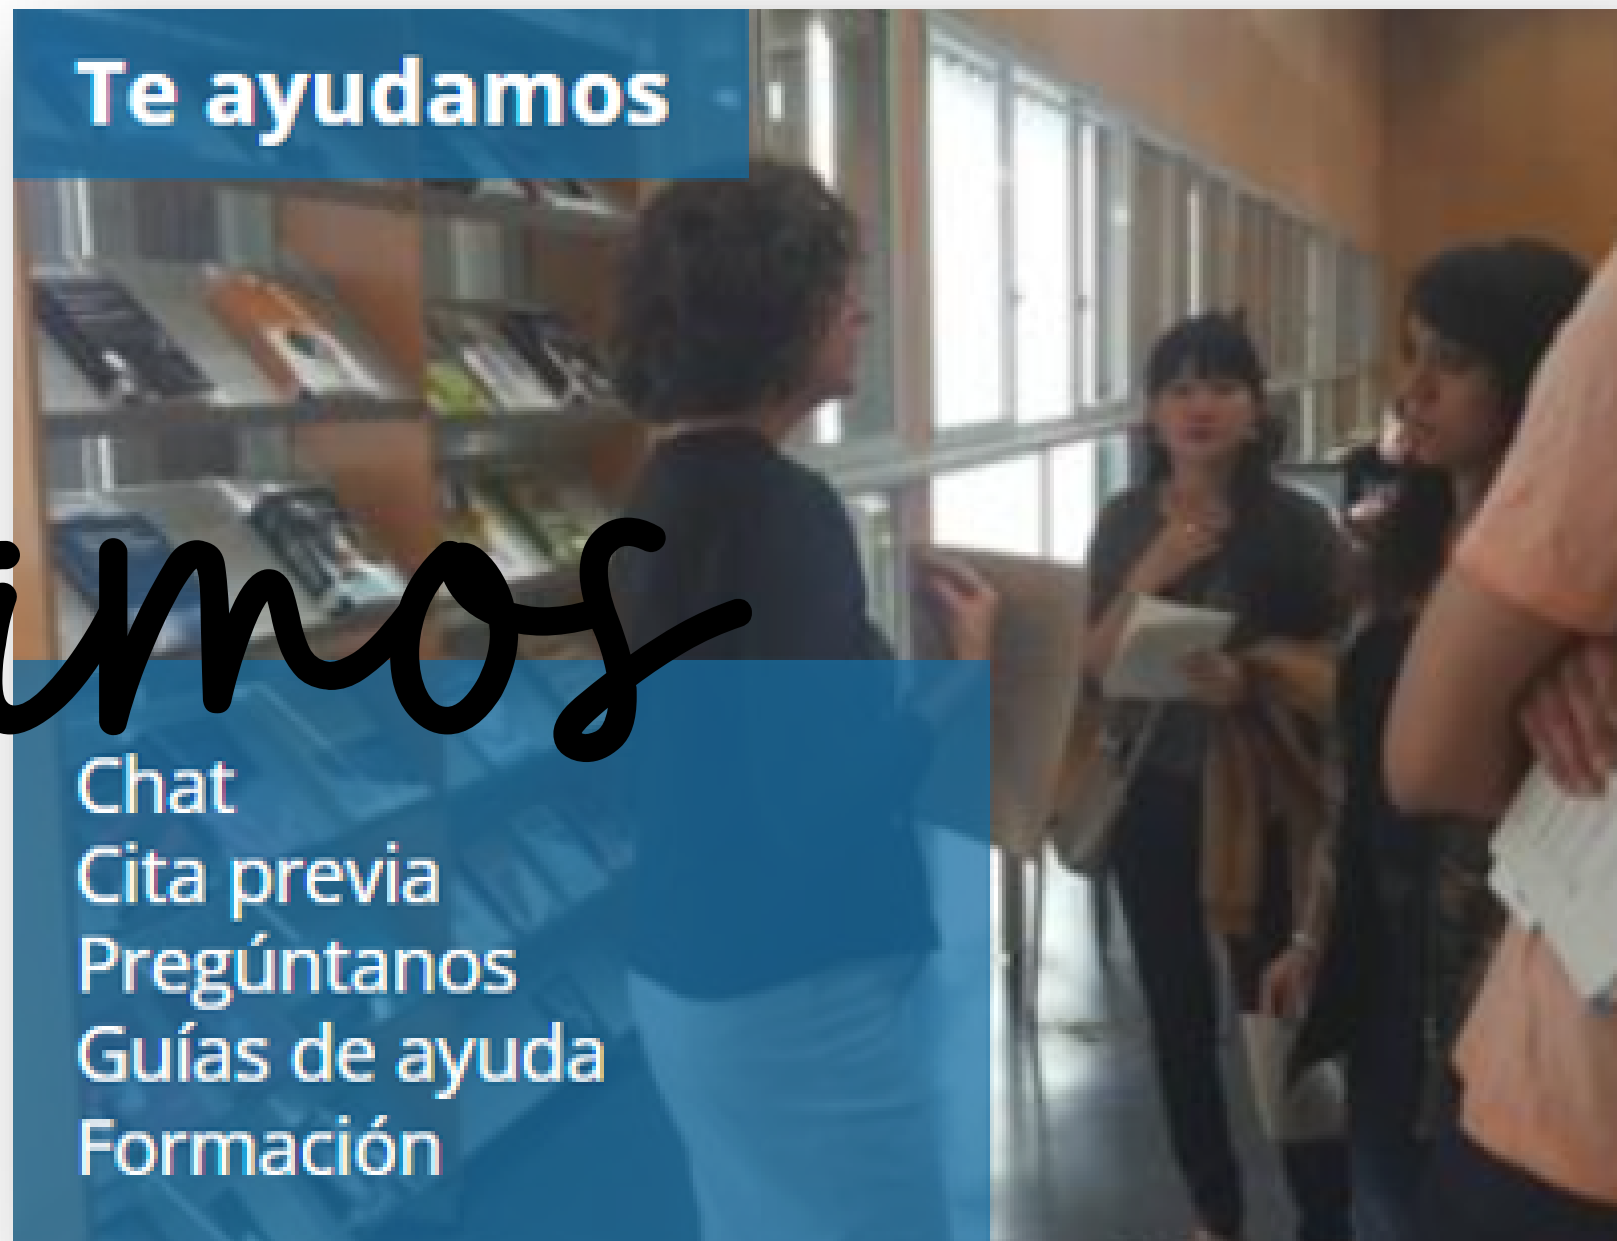 Te ayudamos
imos
Chat
Cita previa
Pregúntanos
Guías de ayuda
Formación